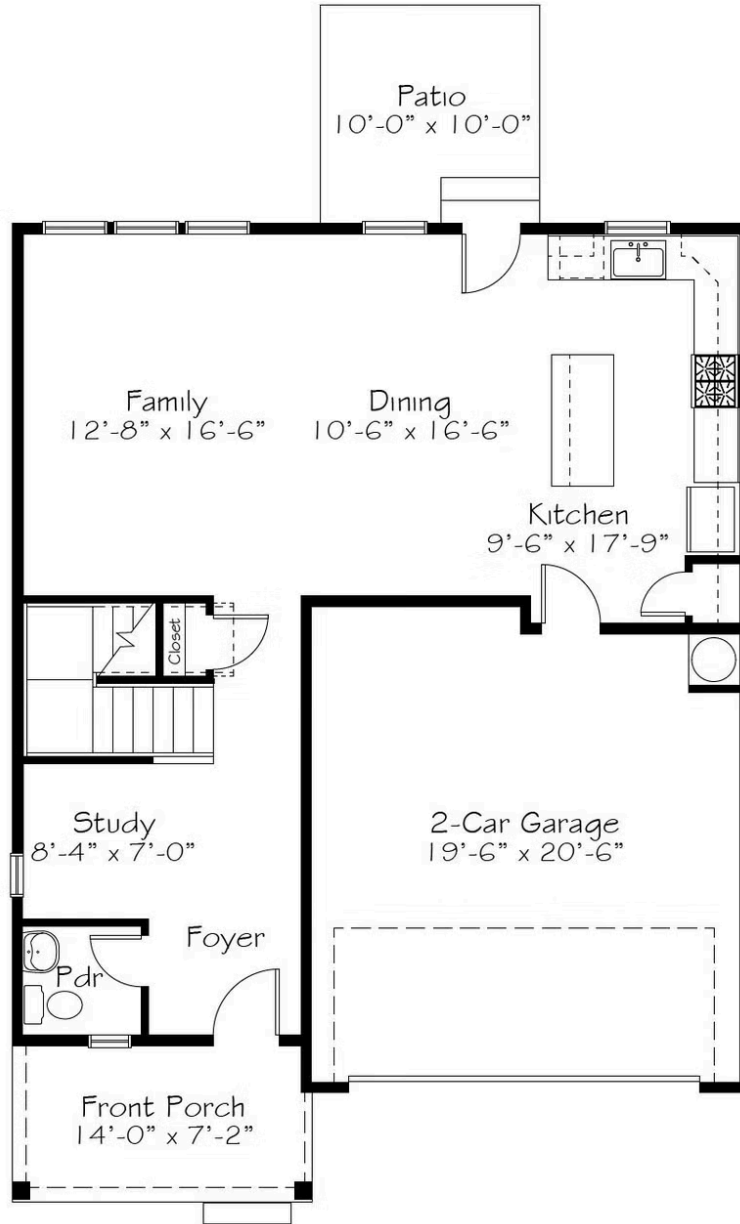 Patio
10'-0" x 10'-0"
Family
12'-8" x 16'-6"
Dining
10'-6" x 16'-6"
Kitchen
9'-6" x 17'-9"
Closet
Study
8'-4" x 7'-0"
2-Car Garage
19'-6" x 20'-6"
Foyer
Pdr
Front Porch
14'-0" x 7'-2"